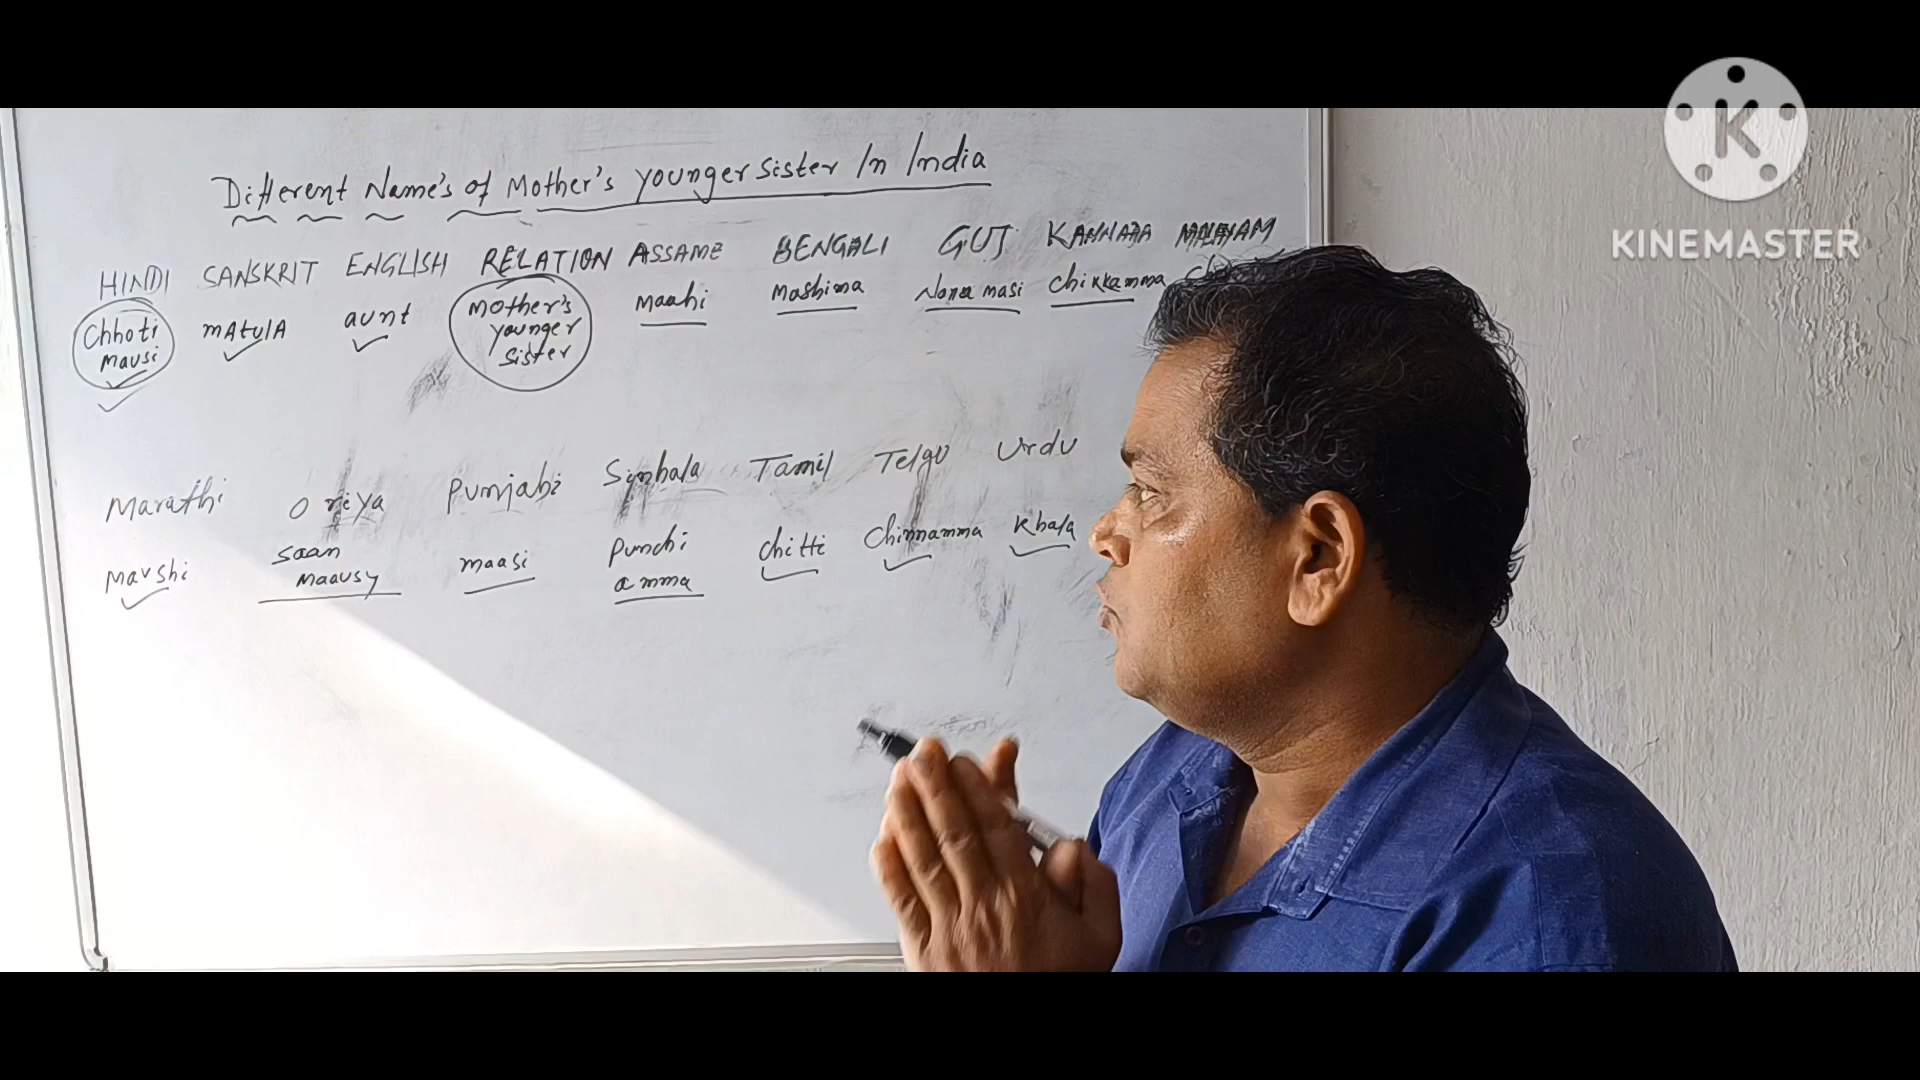 Different Name's of Mother's younger sister In India
HINDI SANSKRIT ENGLISH RELATION ASSAME BENGALI GUJ KANNADA
Chhoti mausi
mAtulA
aunt
Mother's younger sister
maahi
mashima
masi
chikkamma
Marathi Oriya Punjabi Sinhala Tamil Telgu Urdu
Mavshi
saan maausy
maasi
Punchi amma
chitti
Chinnamma
Khala
K
KINEMASTER